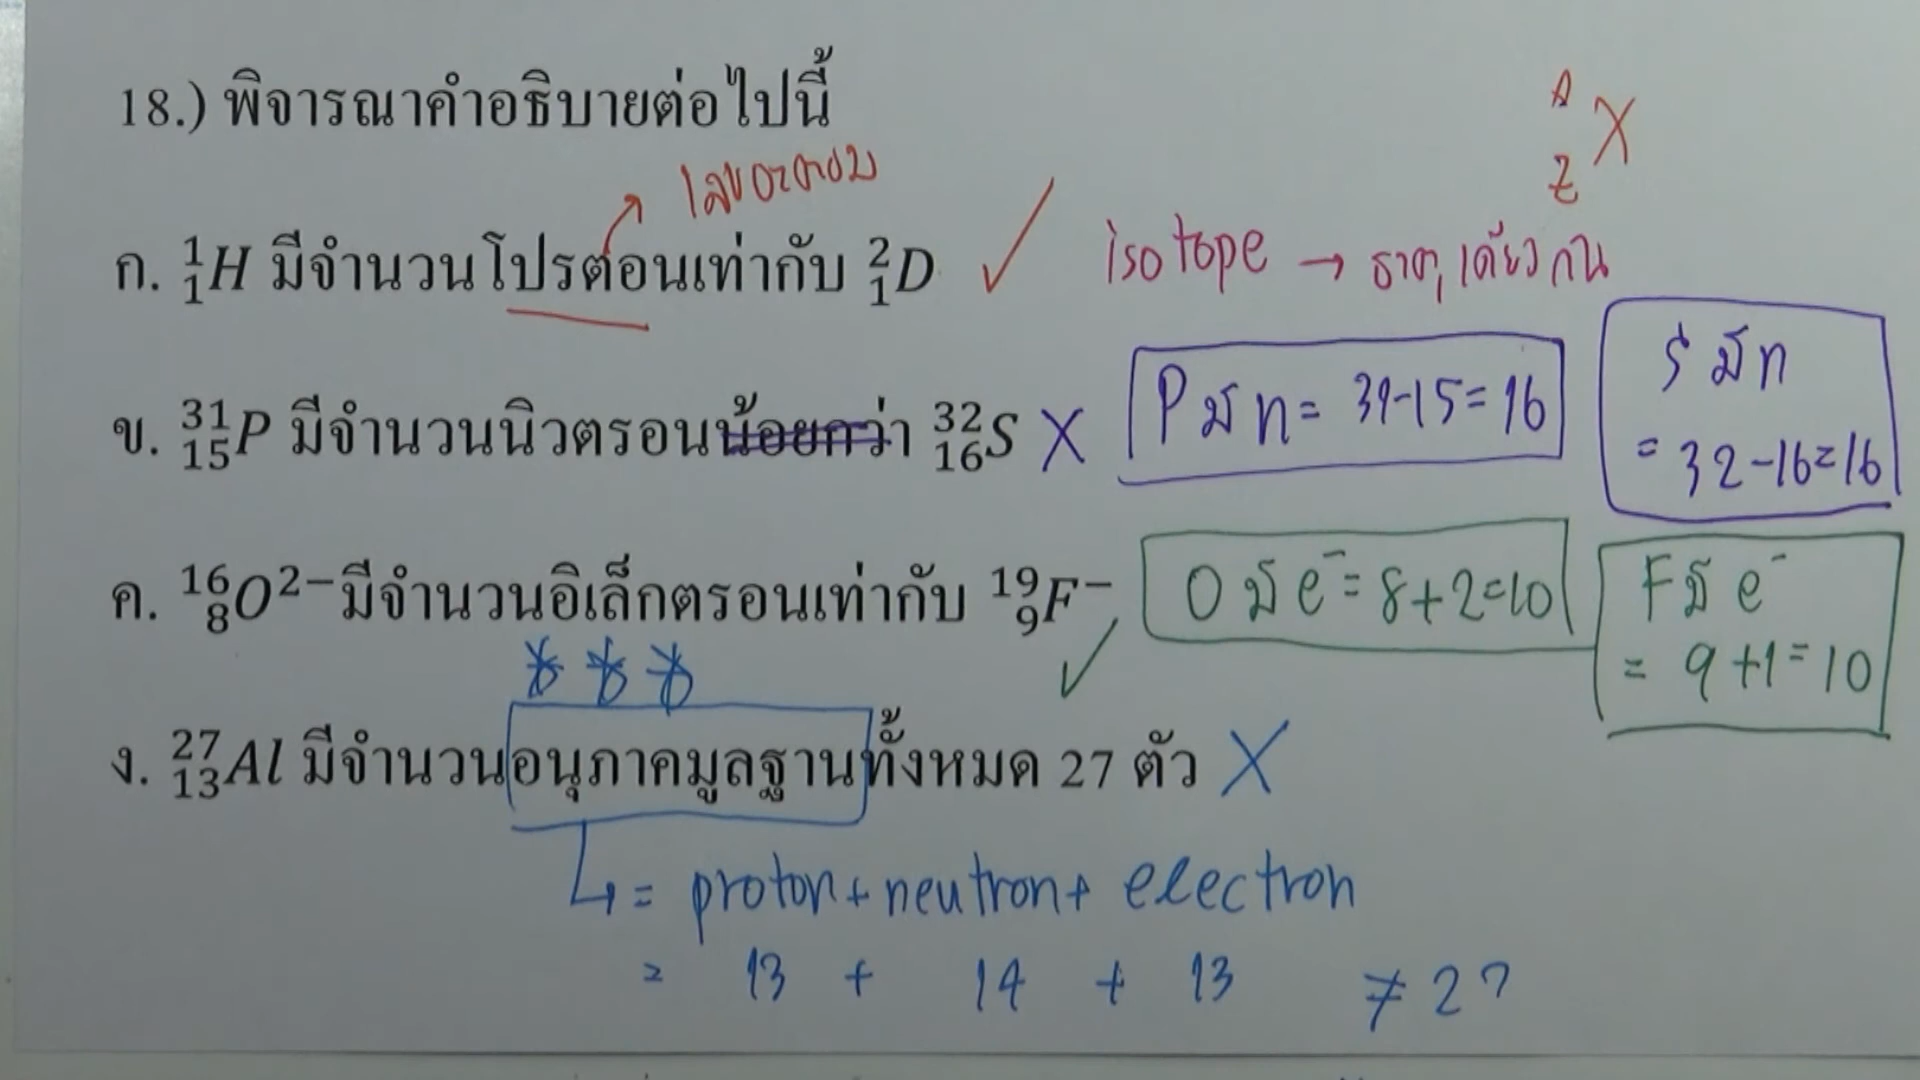 18.) พิจารณาคำอธิบายต่อไปนี้
A
Z X
เลขอะตอม
ก. ¹₁H มีจำนวนโปรตอนเท่ากับ ²₁D ✓ isotope → ธาตุเดียวกัน
ข. ³¹₁₅P มีจำนวนนิวตรอนน้อยกว่า ³²₁₆S X
P มี n = 31-15=16
S มี n
= 32-16=16
ค. ¹⁶₈O²⁻มีจำนวนอิเล็กตรอนเท่ากับ ¹⁹₉F⁻ ✓
O มี e⁻ = 8+2=10
F มี e⁻
= 9+1=10
ง. ²⁷₁₃Al มีจำนวนอนุภาคมูลฐานทั้งหมด 27 ตัว X
= proton + neutron + electron
= 13 + 14 + 13 ≠ 27